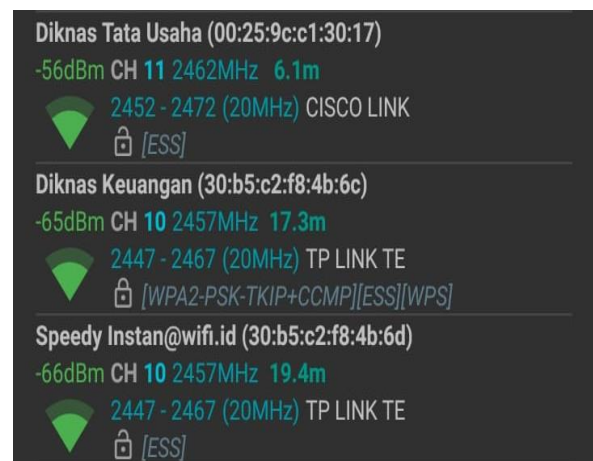 Diknas Tata Usaha (00:25:9c:c1:30:17)
-56dBm CH 11 2462MHz 6.1m
2452 - 2472 (20MHz) CISCO LINK
[ESS]
Diknas Keuangan (30:b5:c2:f8:4b:6c)
-65dBm CH 10 2457MHz 17.3m
2447 - 2467 (20MHz) TP LINK TE
[WPA2-PSK-TKIP+CCMP][ESS][WPS]
Speedy Instan@wifi.id (30:b5:c2:f8:4b:6d)
-66dBm CH 10 2457MHz 19.4m
2447 - 2467 (20MHz) TP LINK TE
[ESS]